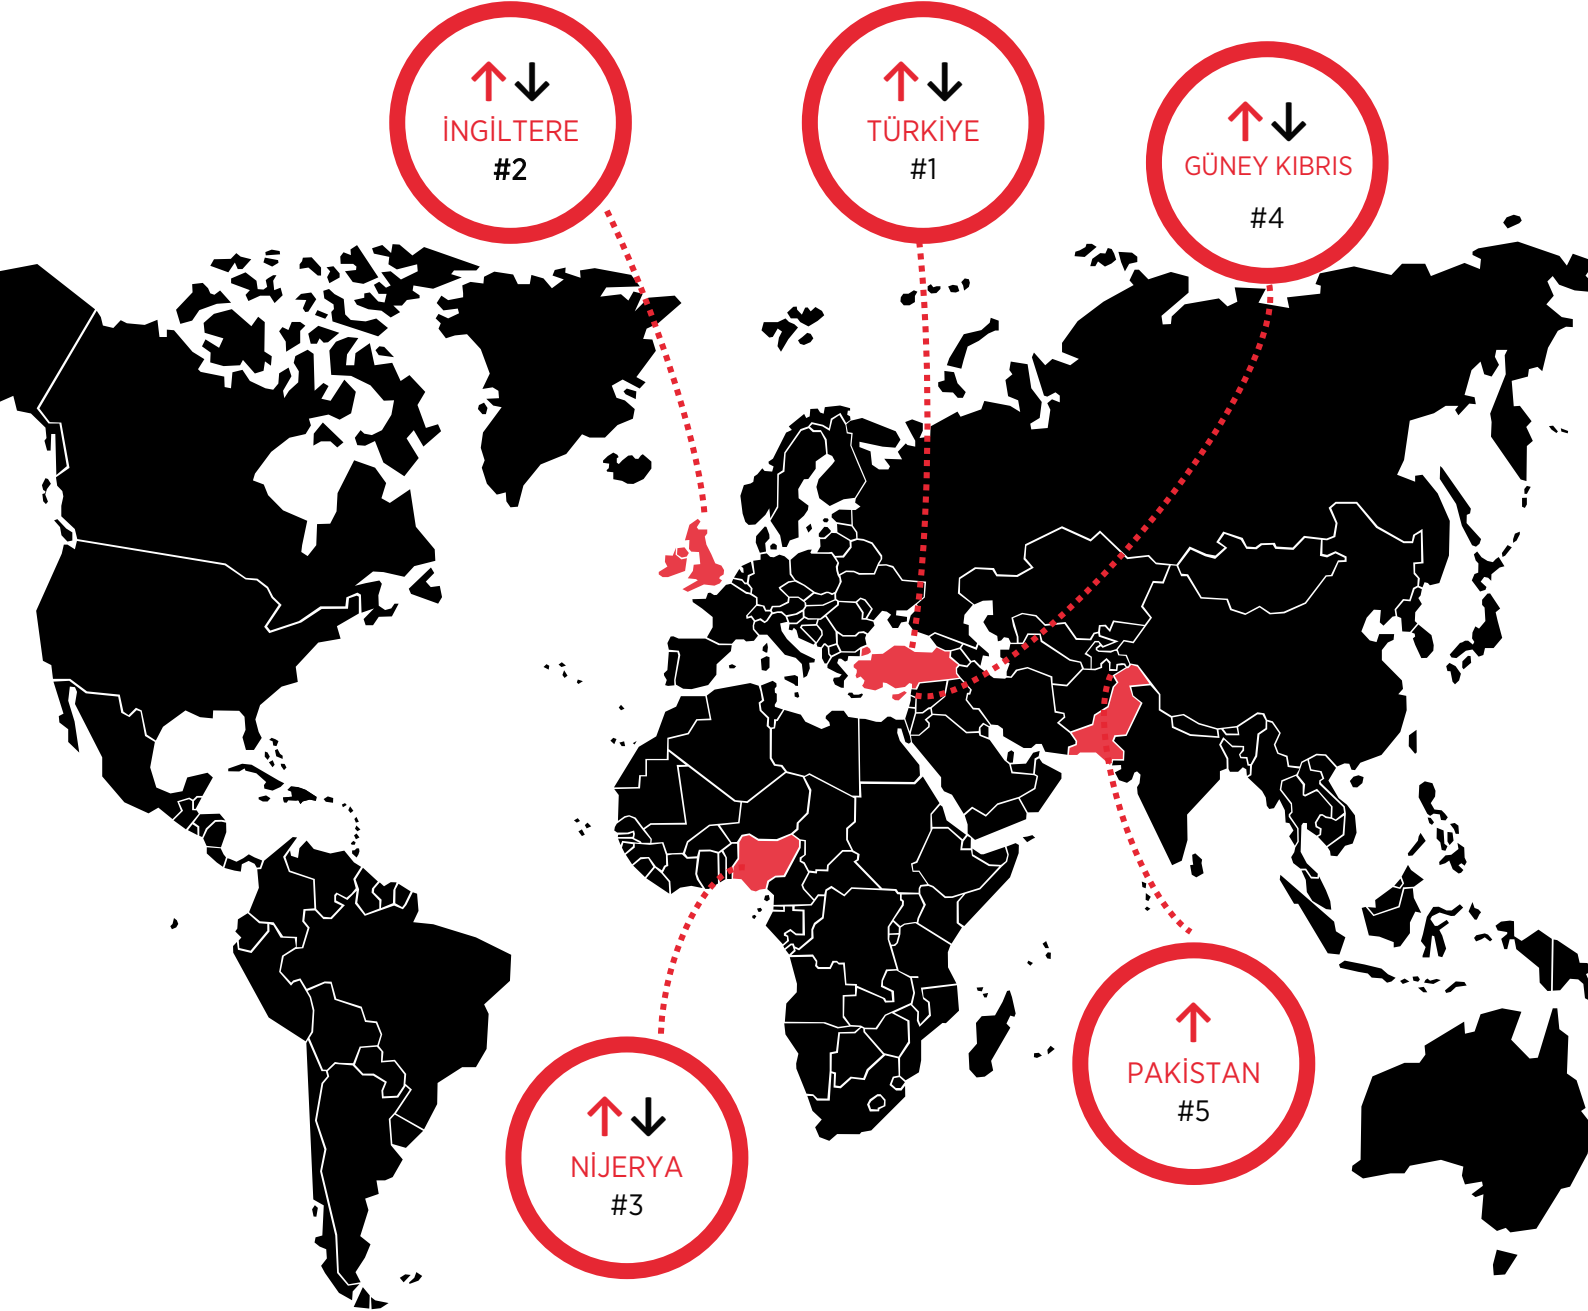 İNGİLTERE
#2
TÜRKİYE
#1
GÜNEY KIBRIS
#4
NİJERYA
#3
PAKİSTAN
#5